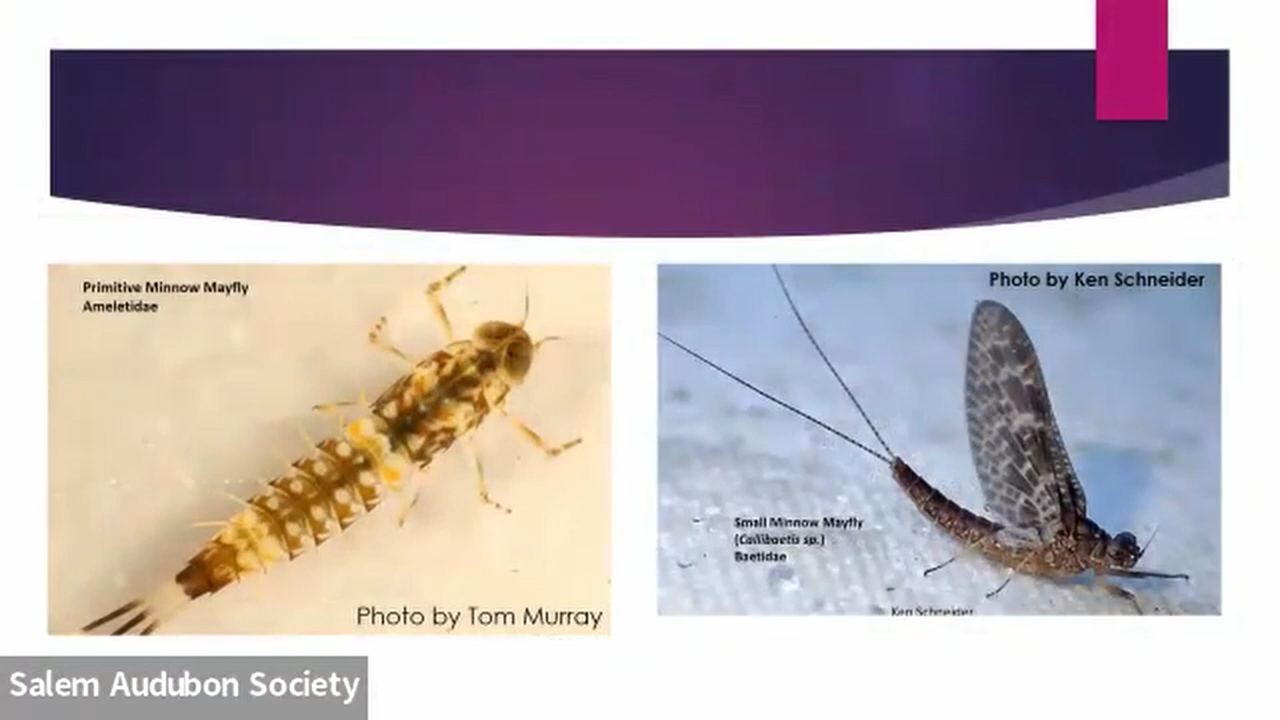 Primitive Minnow Mayfly
Ameletidae
Photo by Tom Murray
Photo by Ken Schneider
Small Minnow Mayfly
(Callibaetis sp.)
Baetidae
Ken Schneider
Salem Audubon Society